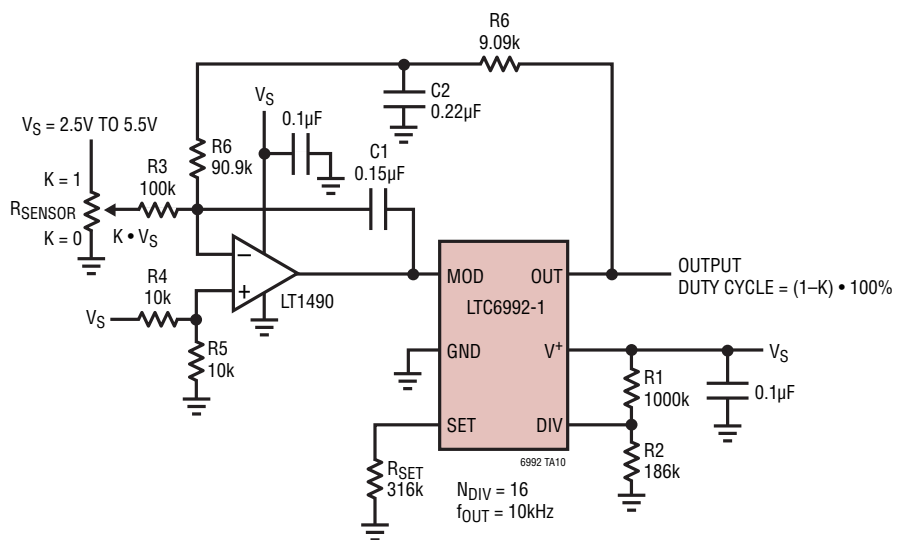 R6
9.09k
C2
0.22µF
VS
0.1µF
VS = 2.5V TO 5.5V
R6
90.9k
C1
0.15µF
K = 1
R3
100k
RSENSOR
K = 0
K • VS
–
+
LT1490
R4
10k
VS
R5
10k
MOD
OUT
LTC6992-1
GND
V+
SET
DIV
OUTPUT
DUTY CYCLE = (1–K) • 100%
VS
R1
1000k
0.1µF
R2
186k
6992 TA10
RSET
316k
NDIV = 16
fOUT = 10kHz